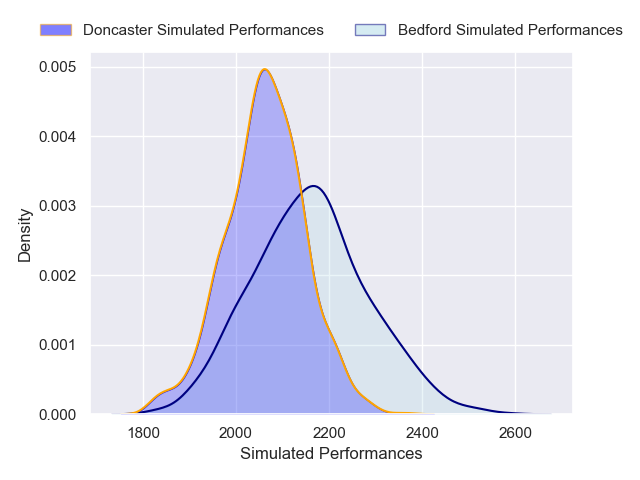 Doncaster Simulated Performances Bedford Simulated Performances
0.005
0.004
0.003
0.002
0.001
0.000
Density
1800 2000 2200 2400 2600
Simulated Performances